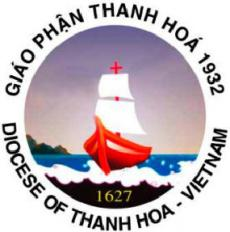 GIÁO PHẬN THANH HOÁ 1932
1627
DIOCESE OF THANH HOA - VIETNAM